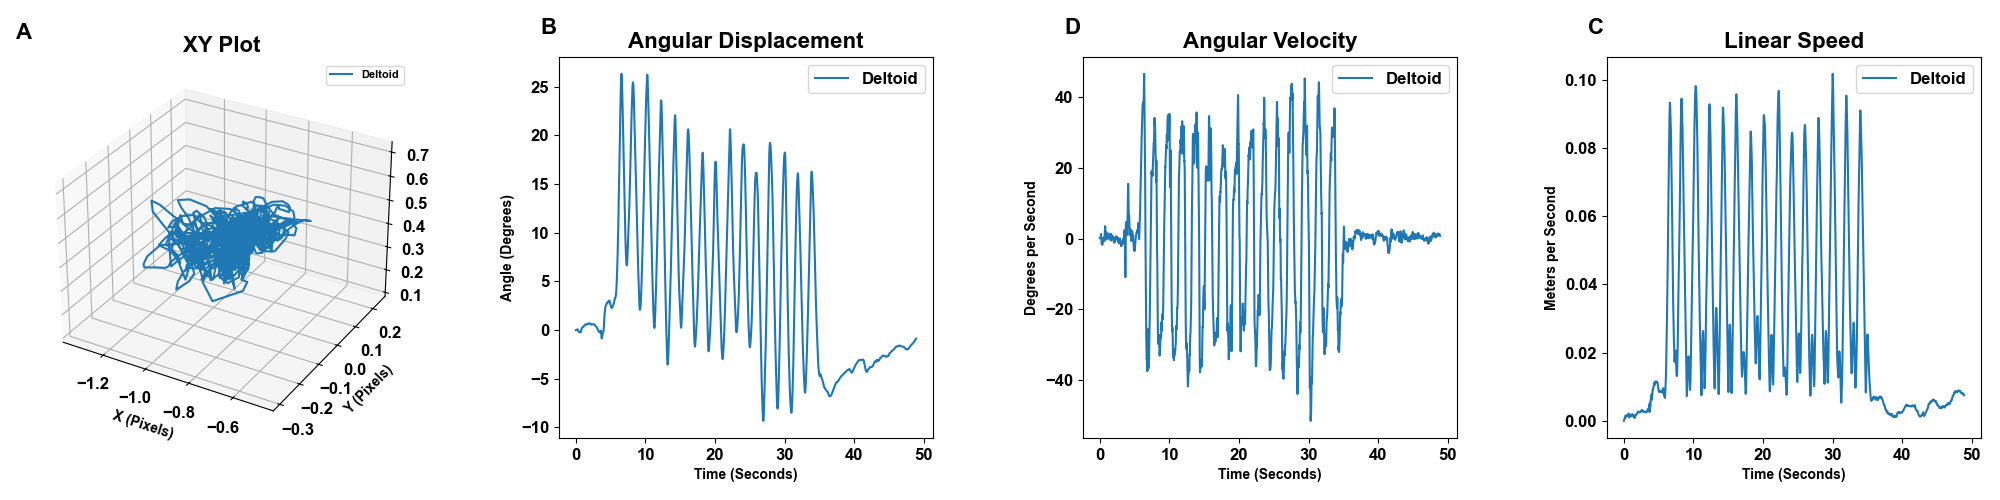 A
XY Plot
Deltoid
0.7
0.6
0.5
0.4
0.3
0.2
0.1
−1.2
−1.0
−0.8
−0.6
X (Pixels)
0.2
0.1
0.0
−0.1
−0.2
−0.3
Y (Pixels)
B
Angular Displacement
Deltoid
25
20
15
10
5
0
−5
−10
Angle (Degrees)
0 10 20 30 40 50
Time (Seconds)
D
Angular Velocity
Deltoid
40
20
0
−20
−40
Degrees per Second
0 10 20 30 40 50
Time (Seconds)
C
Linear Speed
Deltoid
0.10
0.08
0.06
0.04
0.02
0.00
Meters per Second
0 10 20 30 40 50
Time (Seconds)